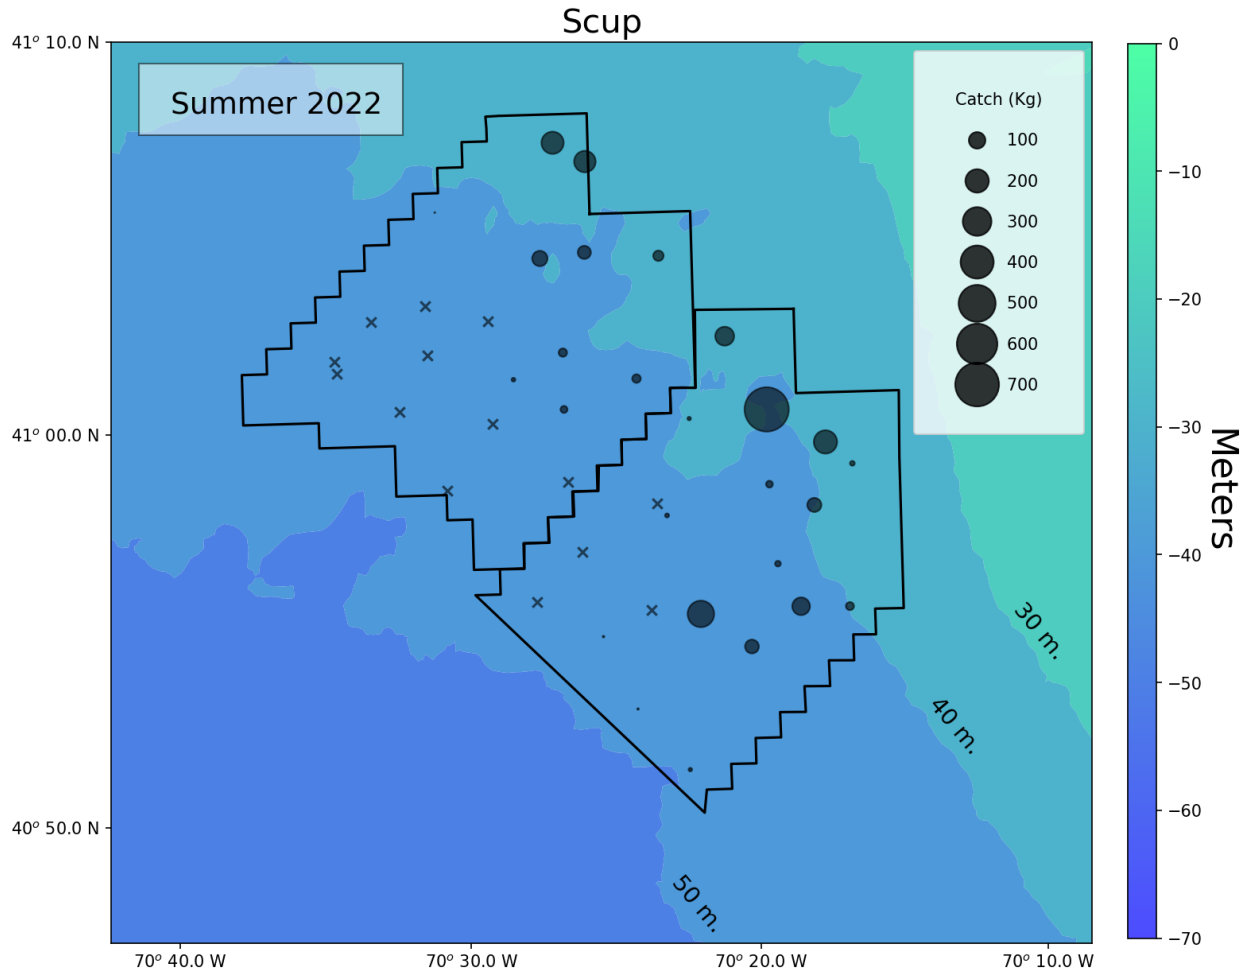 Scup
41° 10.0 N
41° 00.0 N
40° 50.0 N
Summer 2022
Catch (Kg)
100
200
300
400
500
600
700
30 m.
40 m.
50 m.
70° 40.0 W
70° 30.0 W
70° 20.0 W
70° 10.0 W
0
−10
−20
−30
−40
−50
−60
−70
Meters